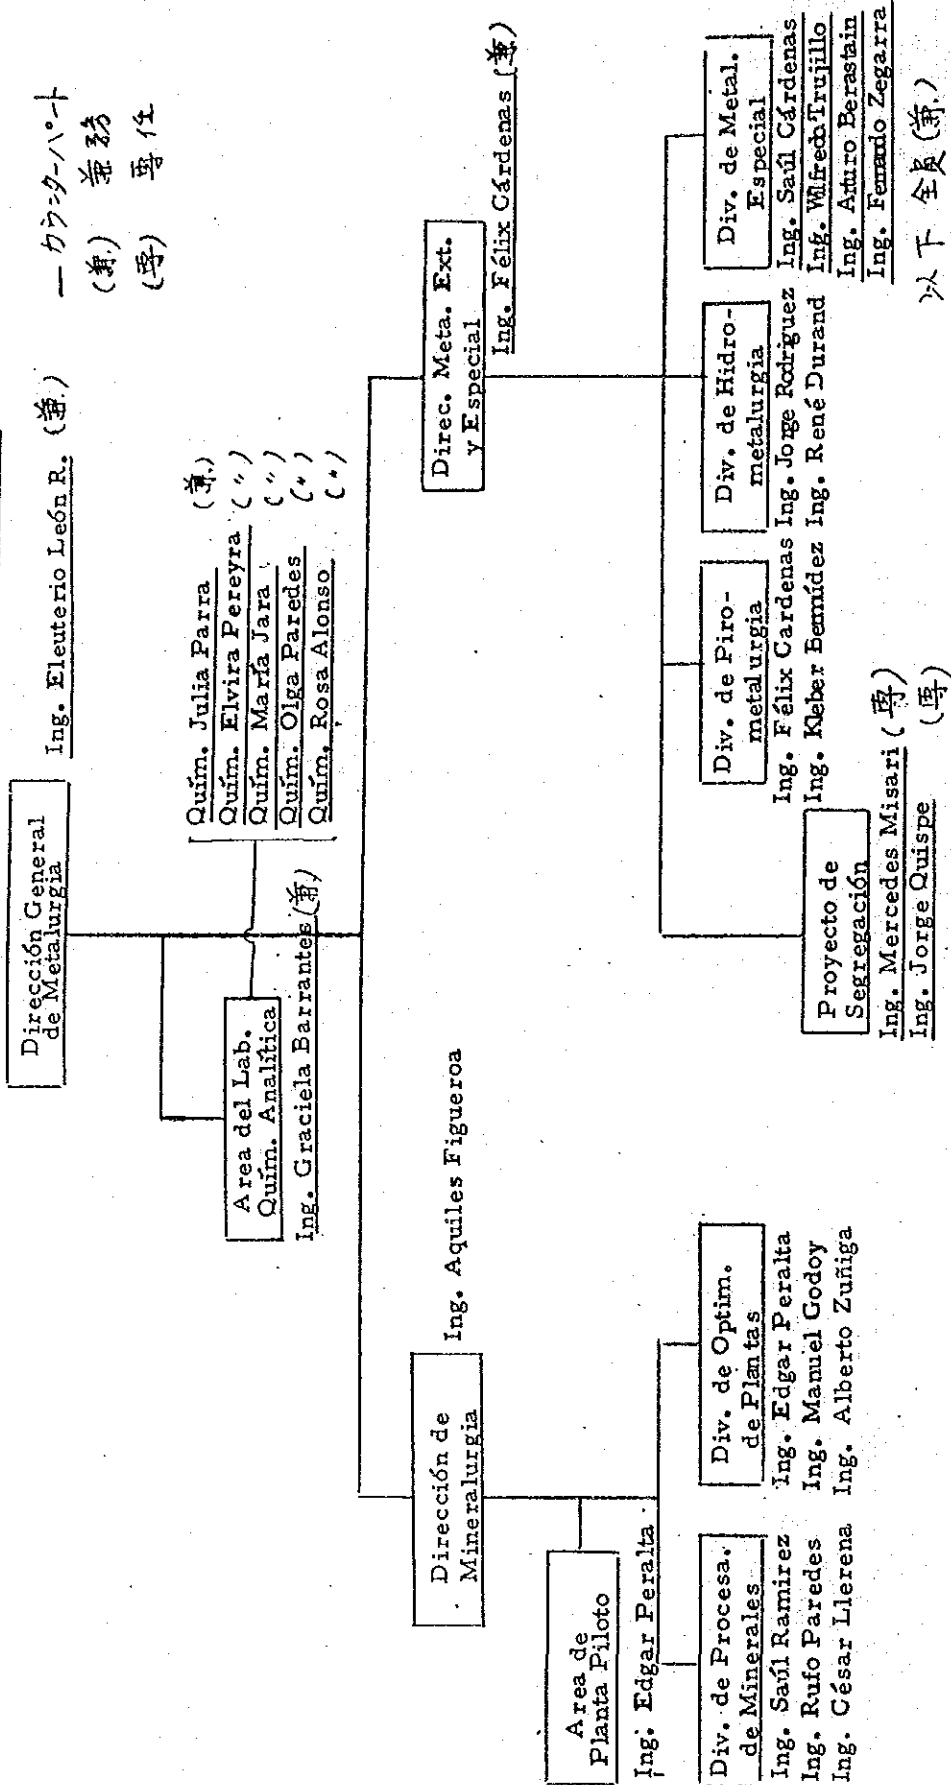 Dirección General
de Metalurgia
Ing. Eleuterio León R. (兼.)
— カウンターパート
(兼.) 兼務
(専) 専任
Area del Lab.
Quím. Analítica
Ing. Graciela Barrantes (兼)
Quím. Julia Parra (兼.)
Quím. Elvira Pereyra (〃)
Quím. María Jara (〃)
Quím. Olga Paredes (〃)
Quím. Rosa Alonso (〃)
Dirección de
Mineralurgia
Ing. Aquiles Figueroa
Direc. Meta. Ext.
y Especial
Ing. Félix Cárdenas (兼)
Area de
Planta Piloto
Ing. Edgar Peralta
Div. de Procesa.
de Minerales
Ing. Saúl Ramirez
Ing. Rufo Paredes
Ing. César Llerena
Div. de Optim.
de Plantas
Ing. Edgar Peralta
Ing. Manuel Godoy
Ing. Alberto Zuñiga
Proyecto de
Segregación
Ing. Mercedes Misari (専)
Ing. Jorge Quispe (専)
Div. de Piro-
metalurgia
Ing. Félix Cardenas
Ing. Kleber Bermúdez
Div. de Hidro-
metalurgia
Ing. Jorge Rodriguez
Ing. René Durand
Div. de Metal.
Especial
Ing. Saúl Cárdenas
Ing. Wilfredo Trujillo
Ing. Arturo Berastain
Ing. Fernando Zegarra
以下 全員 (兼.)